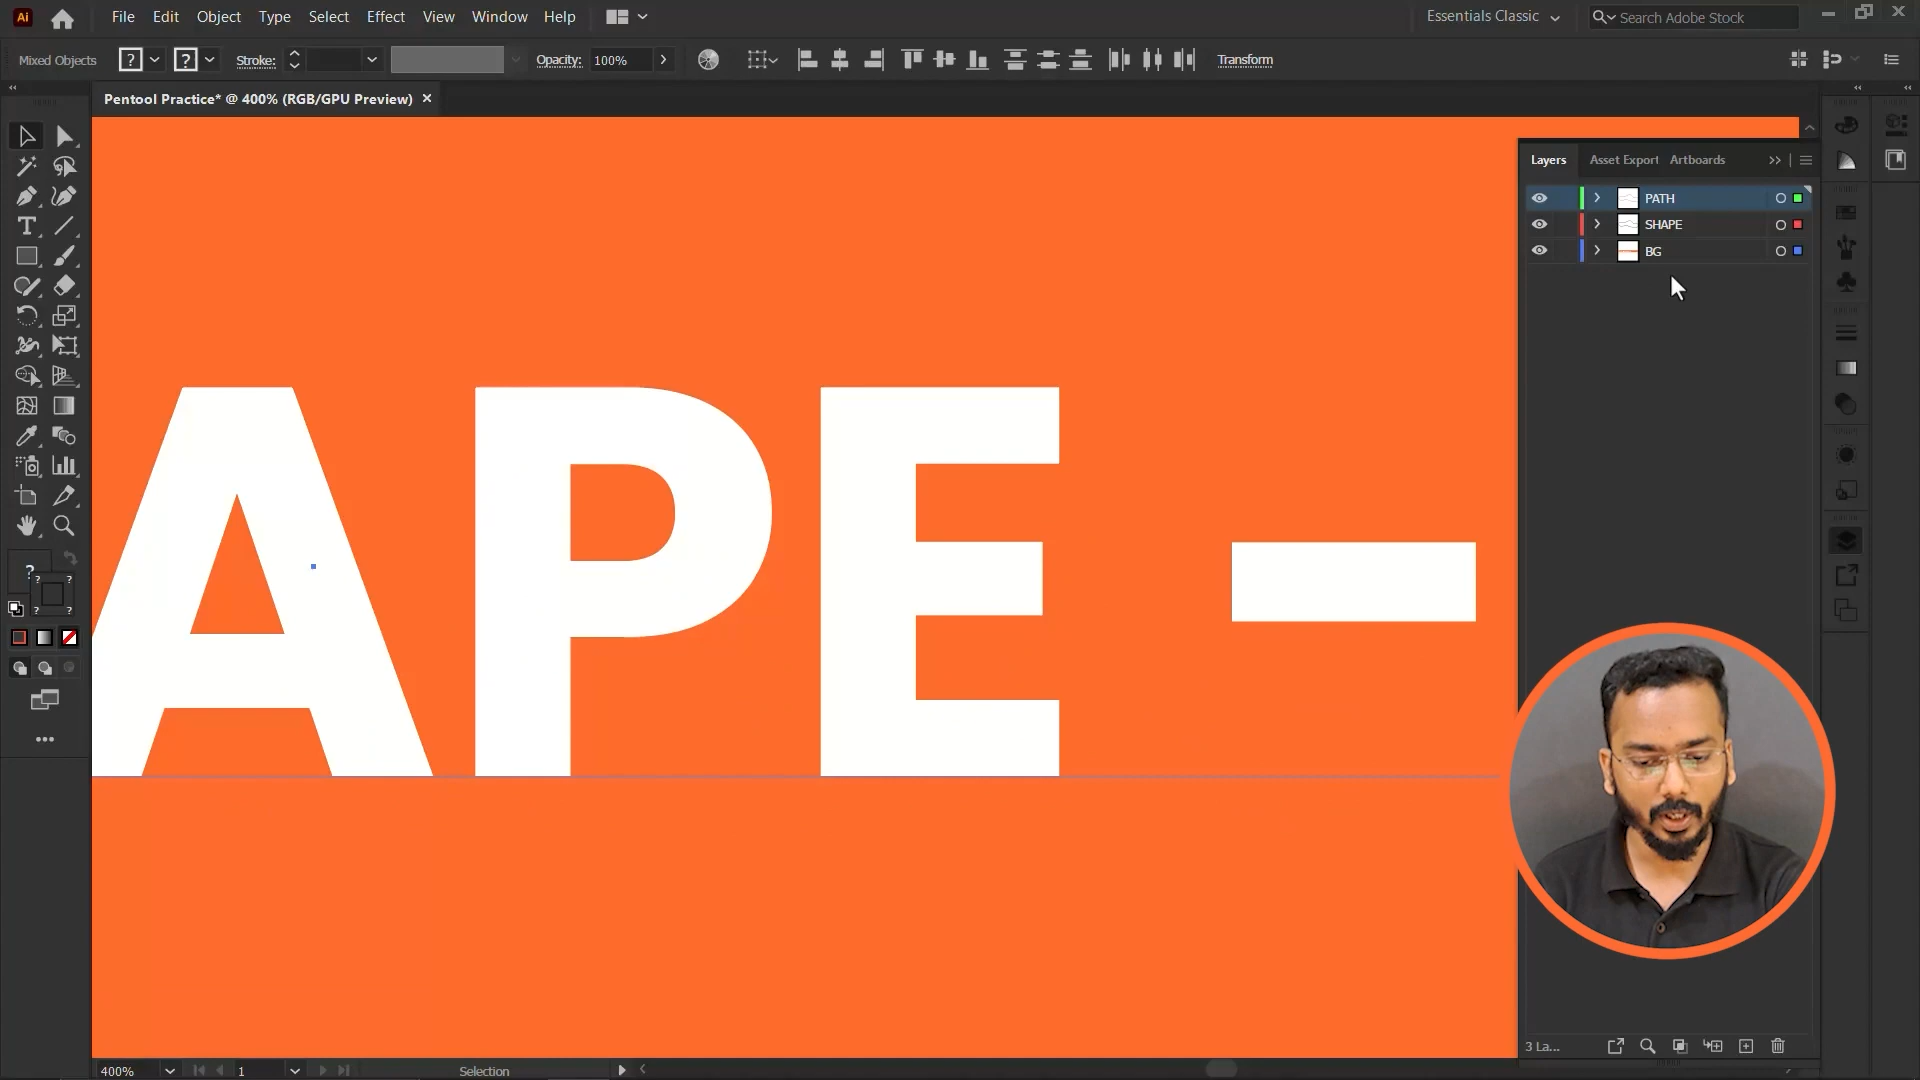 Ai File Edit Object Type Select Effect View Window Help Essentials Classic Search Adobe Stock
Mixed Objects ? ? Stroke: Opacity: 100% Transform
Pentool Practice* @ 400% (RGB/GPU Preview) ×
Layers Asset Export Artboards
PATH
SHAPE
BG
APE -
?
? ?
? ?
3 La...
400% 1 Selection